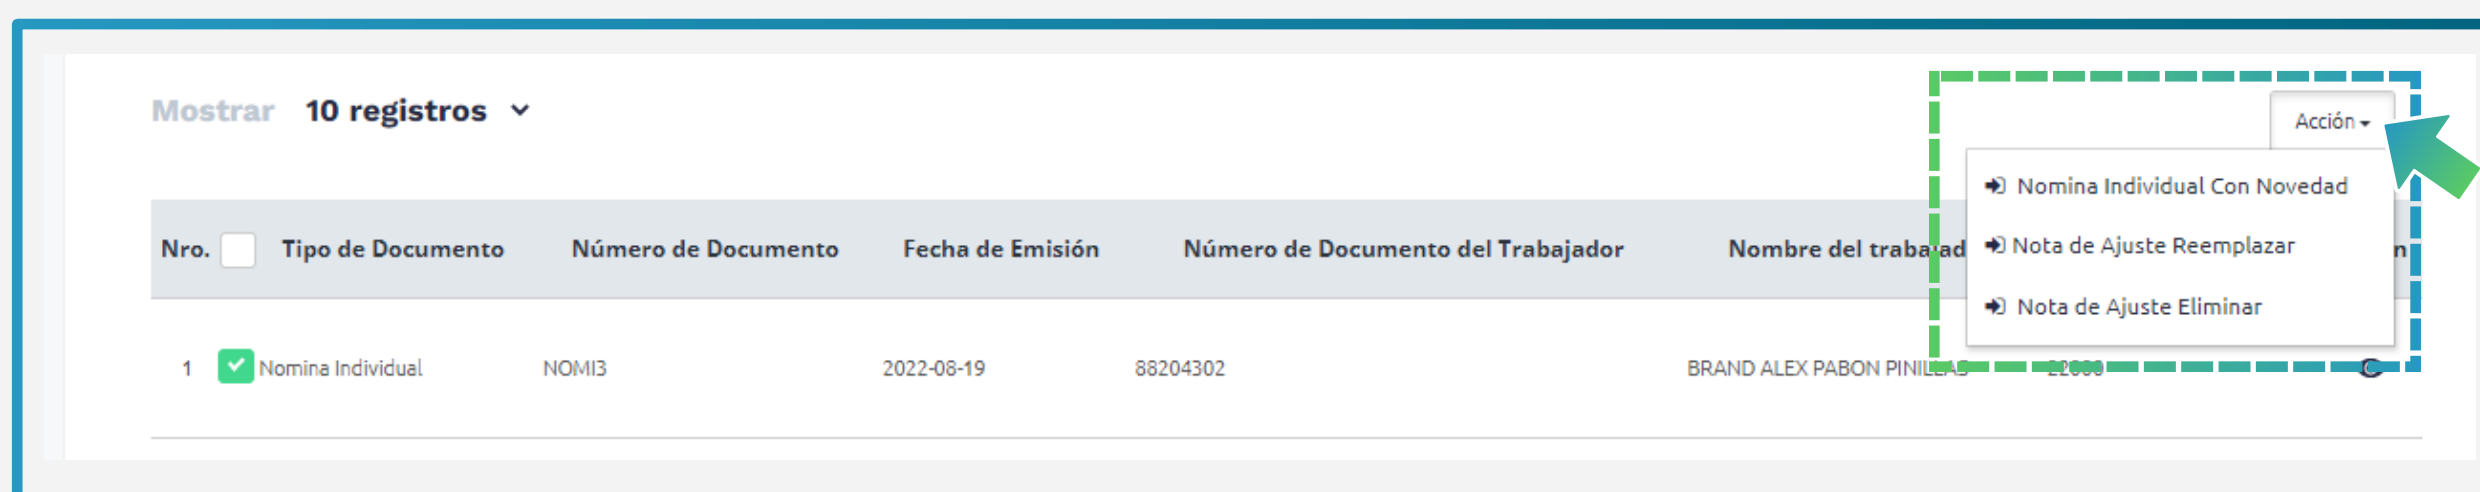 Mostrar 10 registros
Acción
Nomina Individual Con Novedad
Nota de Ajuste Reemplazar
Nota de Ajuste Eliminar
Nro. Tipo de Documento Número de Documento Fecha de Emisión Número de Documento del Trabajador Nombre del trabajad n
1 Nomina Individual NOMI3 2022-08-19 88204302 BRAND ALEX PABON